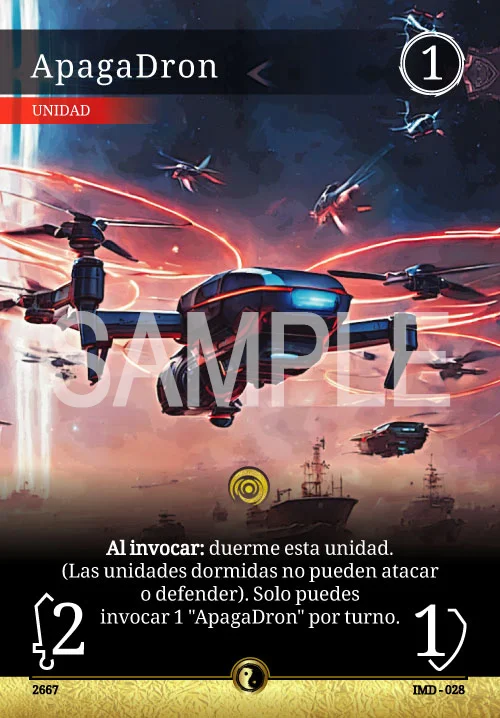 ApagaDron
1
UNIDAD
SAMPLE
Al invocar: duerme esta unidad.
(Las unidades dormidas no pueden atacar
o defender). Solo puedes
invocar 1 "ApagaDron" por turno.
2
1
2667
IMD - 028